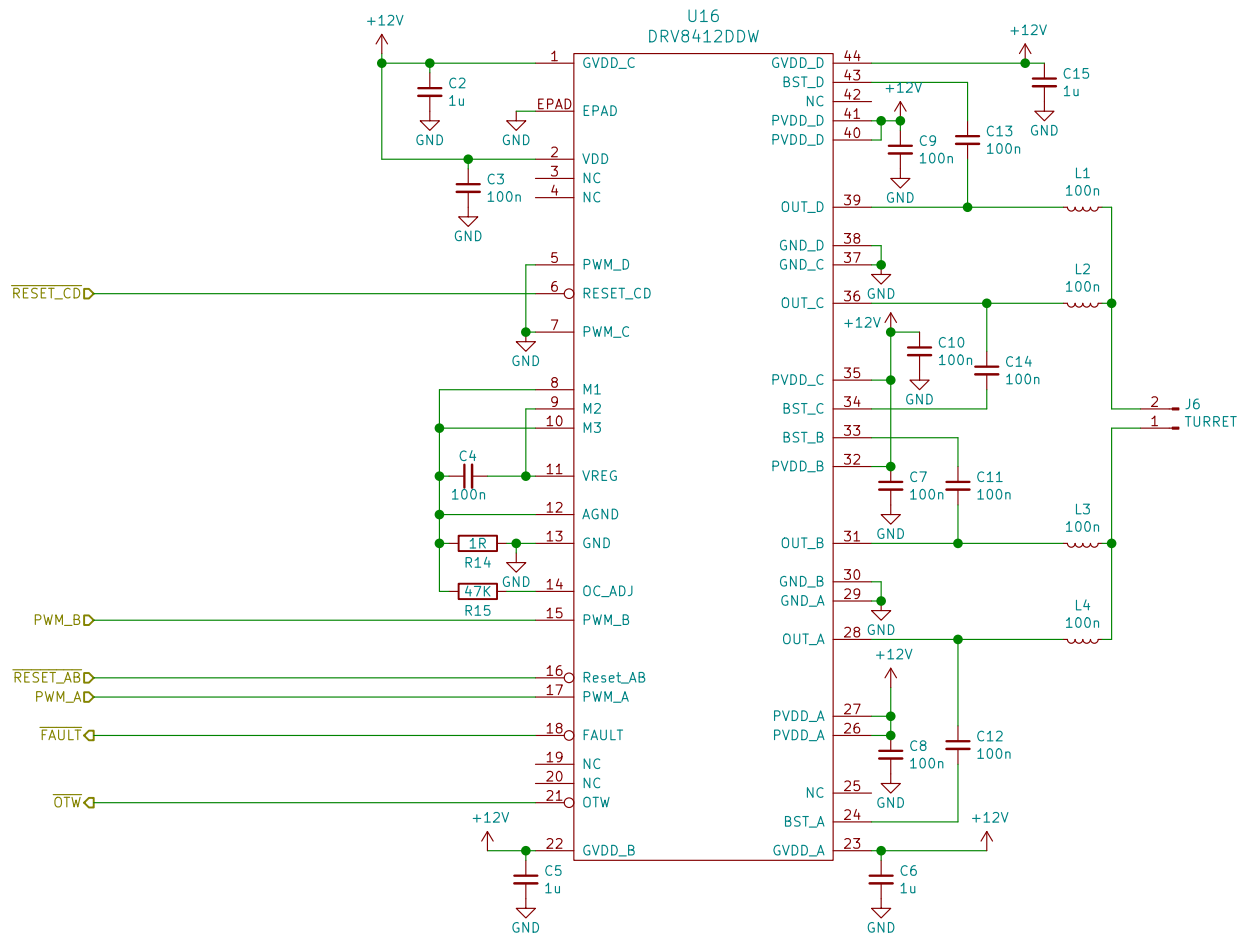 U16
DRV8412DDW
+12V
1 GVDD_C
C2
1u
GND
EPAD EPAD
GND
2 VDD
C3
100n
GND
3 NC
4 NC
5 PWM_D
RESET_CD
6 RESET_CD
7 PWM_C
GND
8 M1
9 M2
10 M3
C4
100n
11 VREG
12 AGND
13 GND
1R
R14
GND
14 OC_ADJ
47K
R15
PWM_B
15 PWM_B
RESET_AB
16 Reset_AB
PWM_A
17 PWM_A
FAULT
18 FAULT
19 NC
20 NC
OTW
21 OTW
+12V
22 GVDD_B
C5
1u
GND
GVDD_D 44
+12V
C15
1u
GND
BST_D 43
NC 42
+12V
PVDD_D 41
PVDD_D 40
C9
100n
GND
C13
100n
OUT_D 39
L1
100n
GND_D 38
GND_C 37
GND
OUT_C 36
L2
100n
+12V
C10
100n
GND
PVDD_C 35
C14
100n
BST_C 34
BST_B 33
PVDD_B 32
C7
100n
GND
C11
100n
2
1
J6
TURRET
OUT_B 31
L3
100n
GND_B 30
GND_A 29
GND
OUT_A 28
L4
100n
+12V
PVDD_A 27
PVDD_A 26
C8
100n
GND
C12
100n
NC 25
BST_A 24
+12V
GVDD_A 23
C6
1u
GND